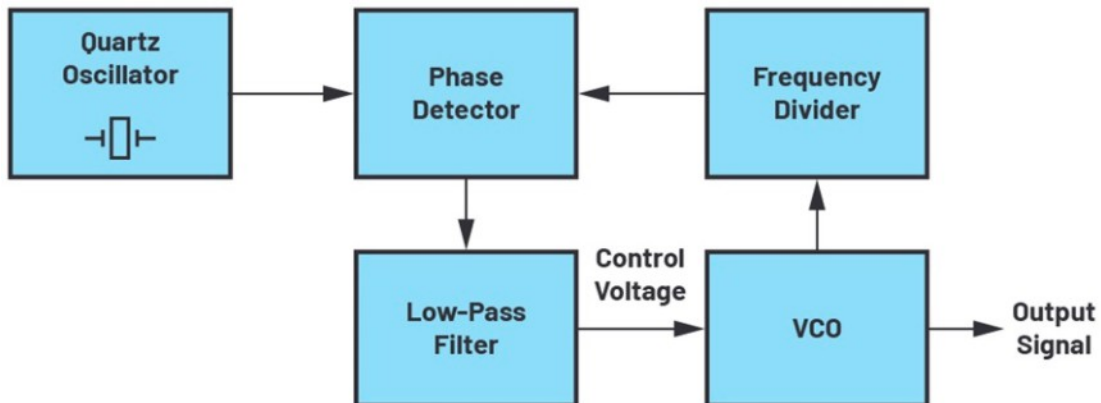 Quartz
Oscillator
Phase
Detector
Frequency
Divider
Low-Pass
Filter
Control
Voltage
VCO
Output
Signal